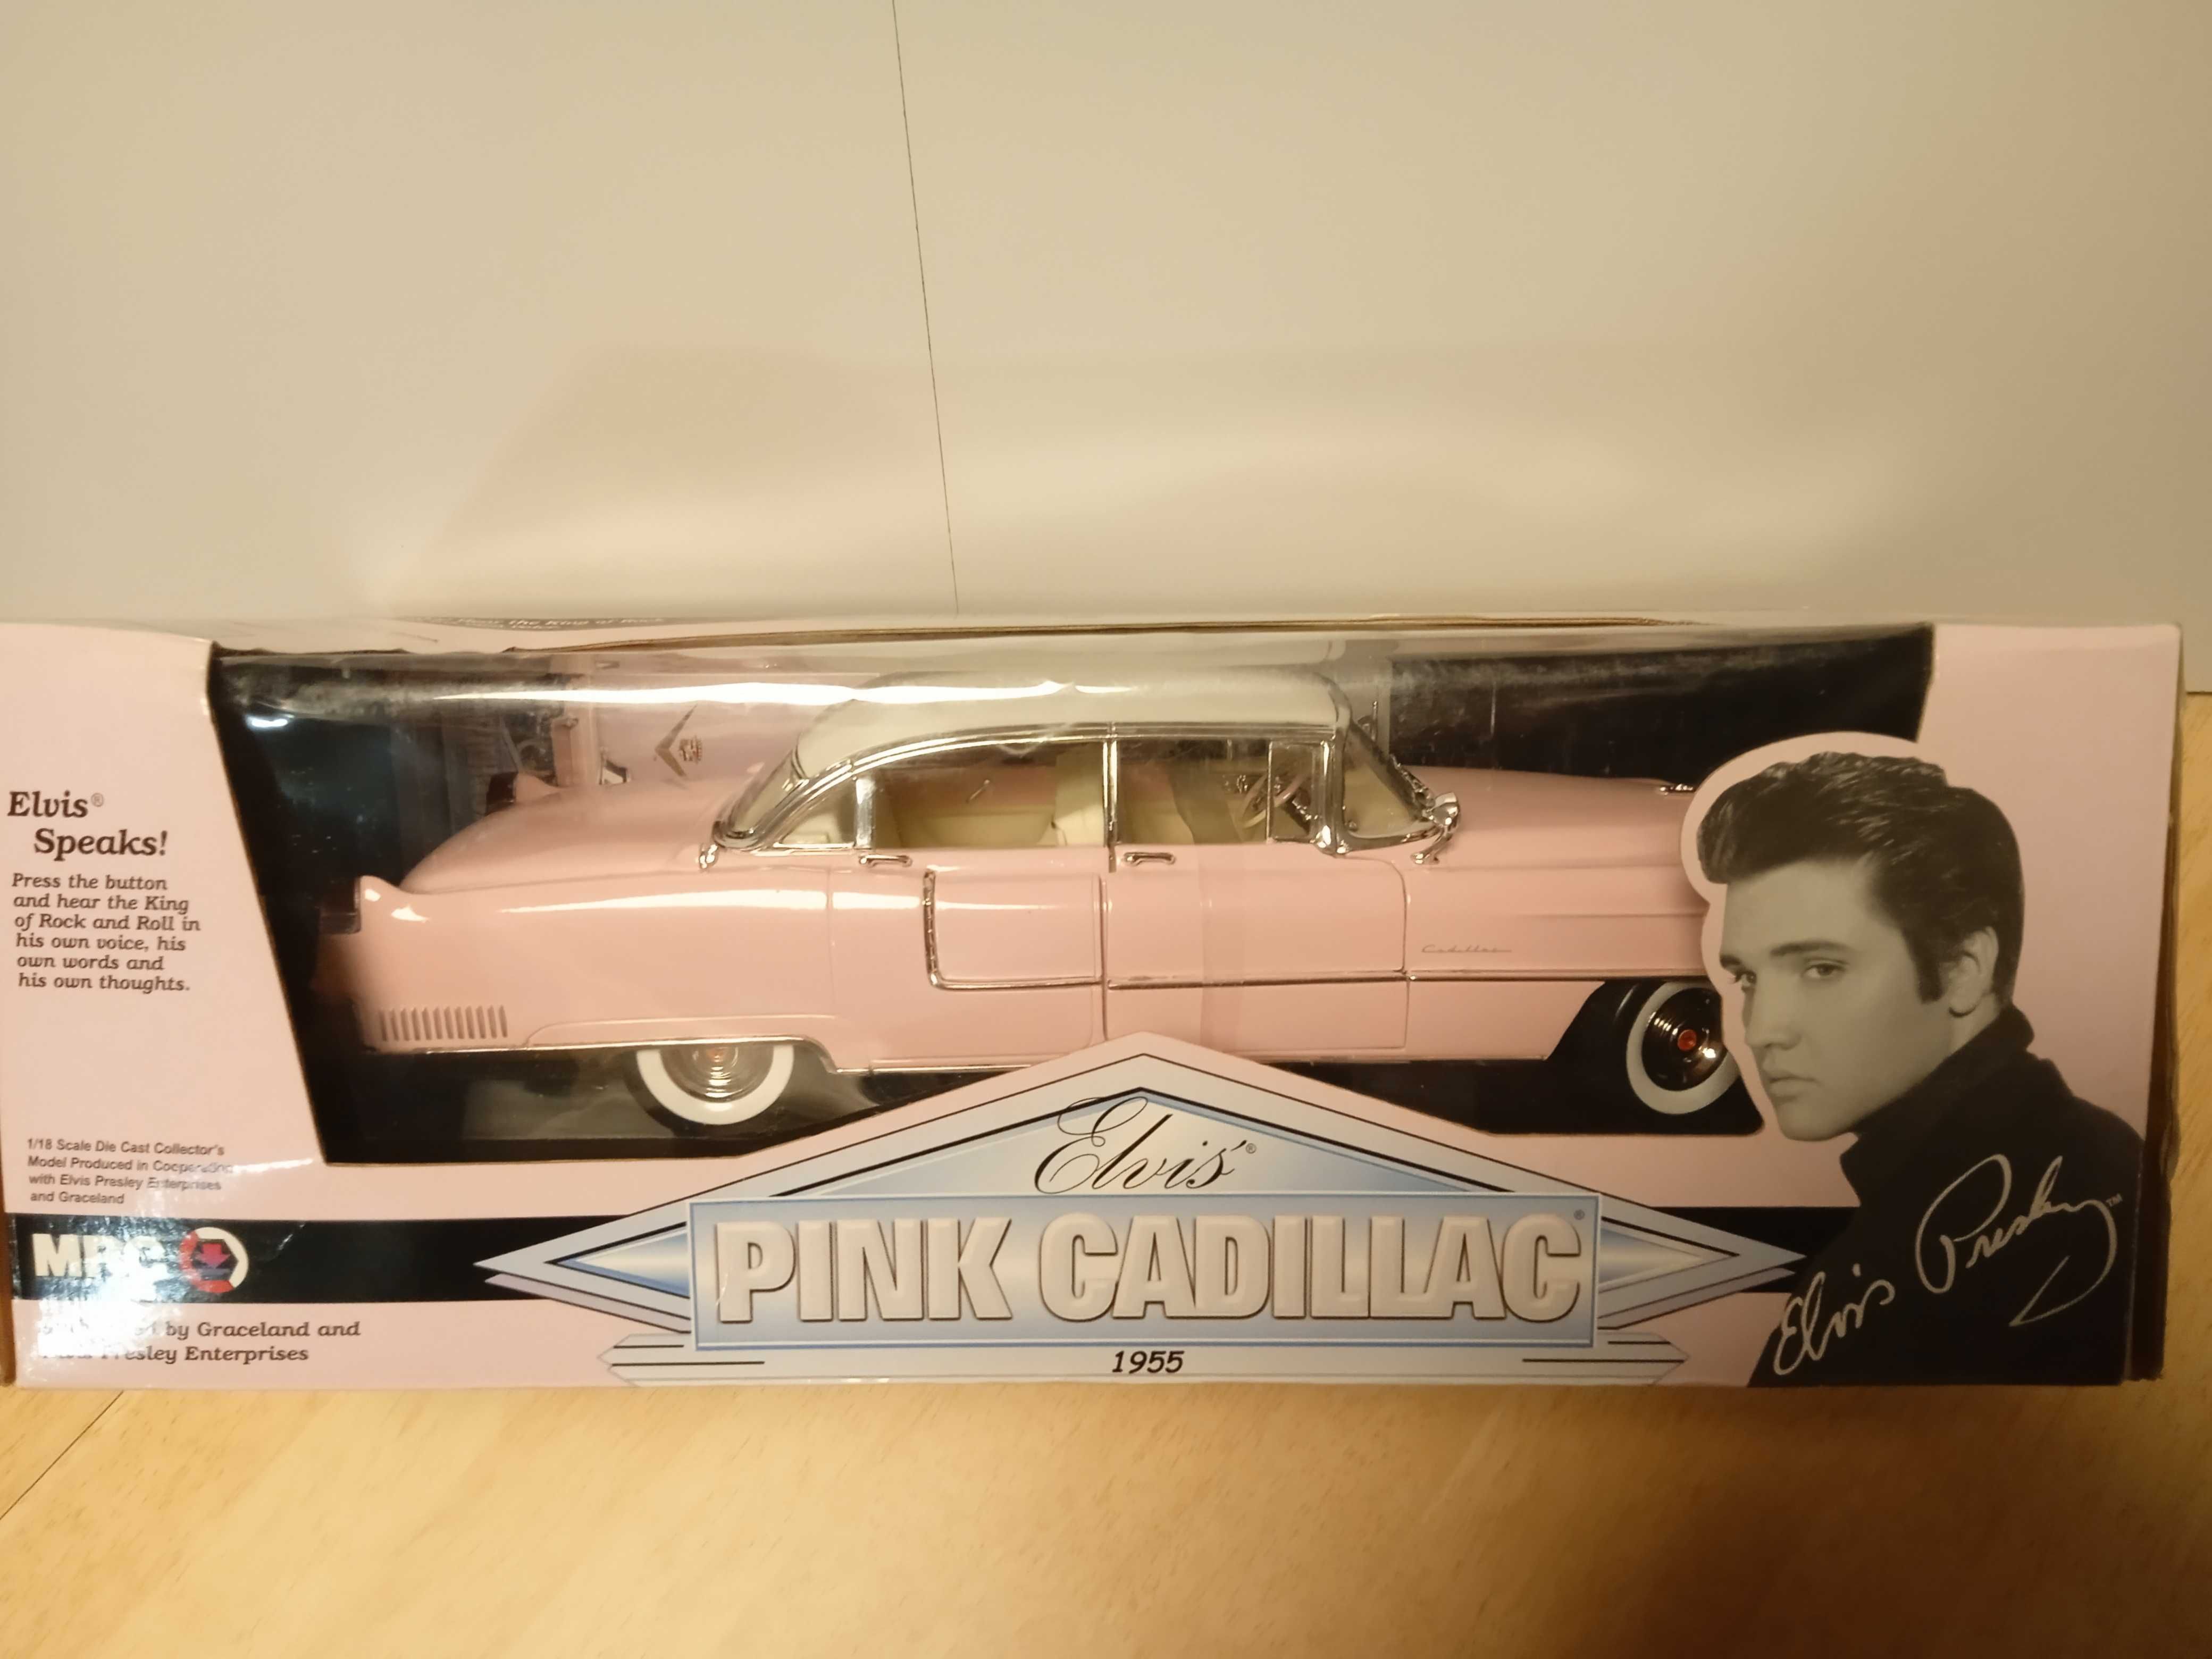 Elvis®
Speaks!
Press the button
and hear the King
of Rock and Roll in
his own voice, his
own words and
his own thoughts.
1/18 Scale Die Cast Collector's
Model Produced in Cooperation
with Elvis Presley Enterprises
and Graceland
MRC
by Graceland and
Presley Enterprises
Cadillac
Elvis'®
PINK CADILLAC®
1955
Elvis Presley™